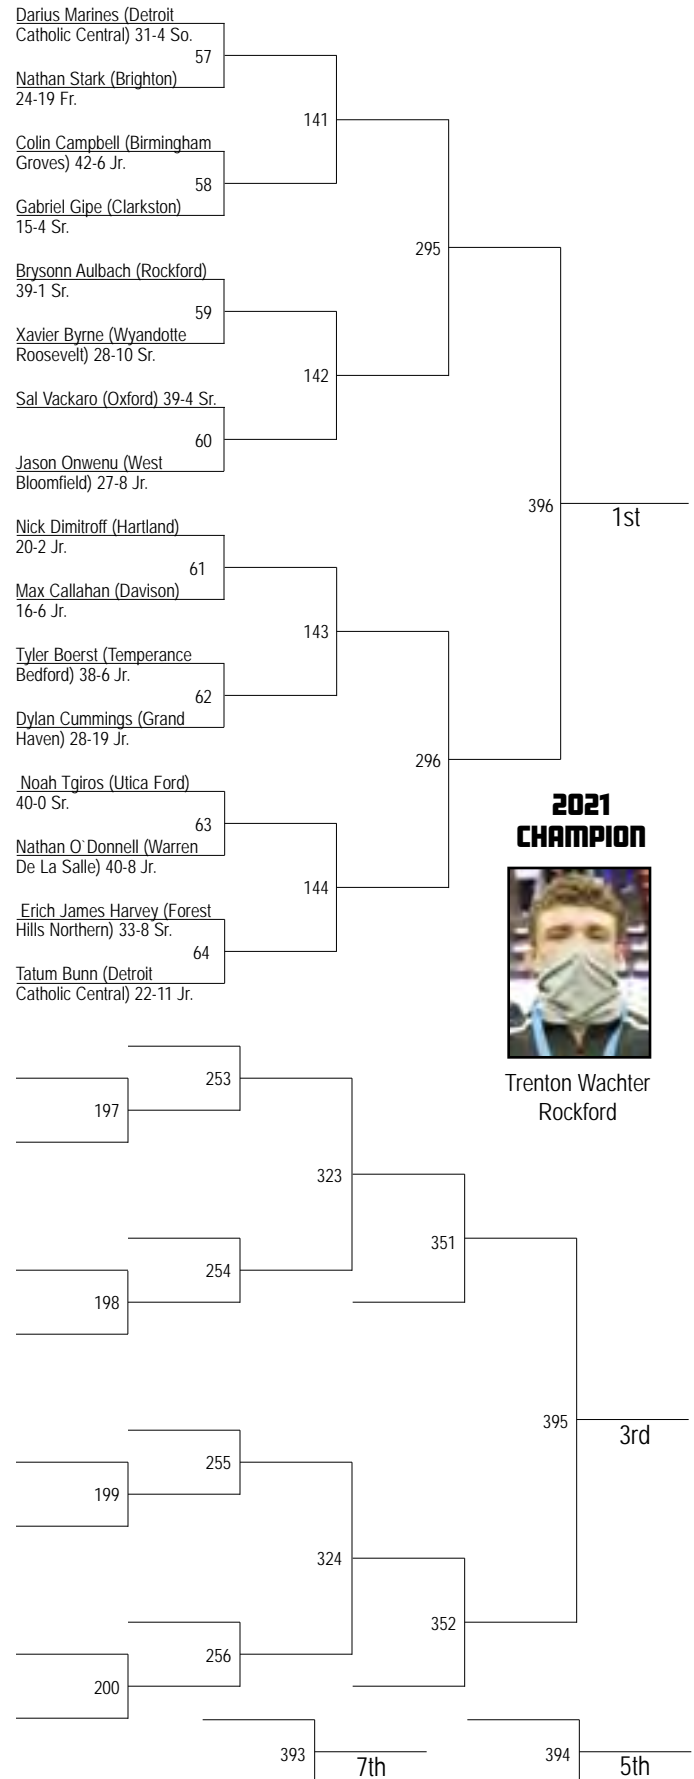 Darius Marines (Detroit
Catholic Central) 31-4 So.
57
Nathan Stark (Brighton)
24-19 Fr.
141
Colin Campbell (Birmingham
Groves) 42-6 Jr.
58
Gabriel Gipe (Clarkston)
15-4 Sr.
295
Brysonn Aulbach (Rockford)
39-1 Sr.
59
Xavier Byrne (Wyandotte
Roosevelt) 28-10 Sr.
142
Sal Vackaro (Oxford) 39-4 Sr.
60
Jason Onwenu (West
Bloomfield) 27-8 Jr.
396
1st
Nick Dimitroff (Hartland)
20-2 Jr.
61
Max Callahan (Davison)
16-6 Jr.
143
Tyler Boerst (Temperance
Bedford) 38-6 Jr.
62
Dylan Cummings (Grand
Haven) 28-19 Jr.
296
Noah Tgiros (Utica Ford)
40-0 Sr.
63
Nathan O`Donnell (Warren
De La Salle) 40-8 Jr.
144
Erich James Harvey (Forest
Hills Northern) 33-8 Sr.
64
Tatum Bunn (Detroit
Catholic Central) 22-11 Jr.
2021
CHAMPION
Trenton Wachter
Rockford
253
197
323
351
254
198
395
3rd
255
199
324
352
256
200
393
7th
394
5th